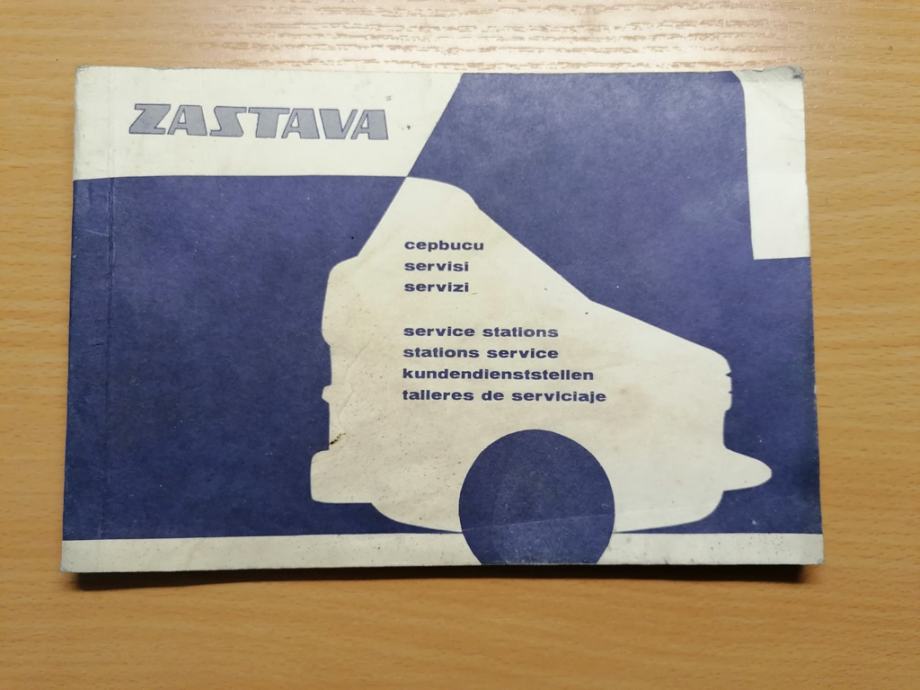 ZASTAVA
сервиси
servisi
servizi
service stations
stations service
kundendienststellen
talleres de serviciaje